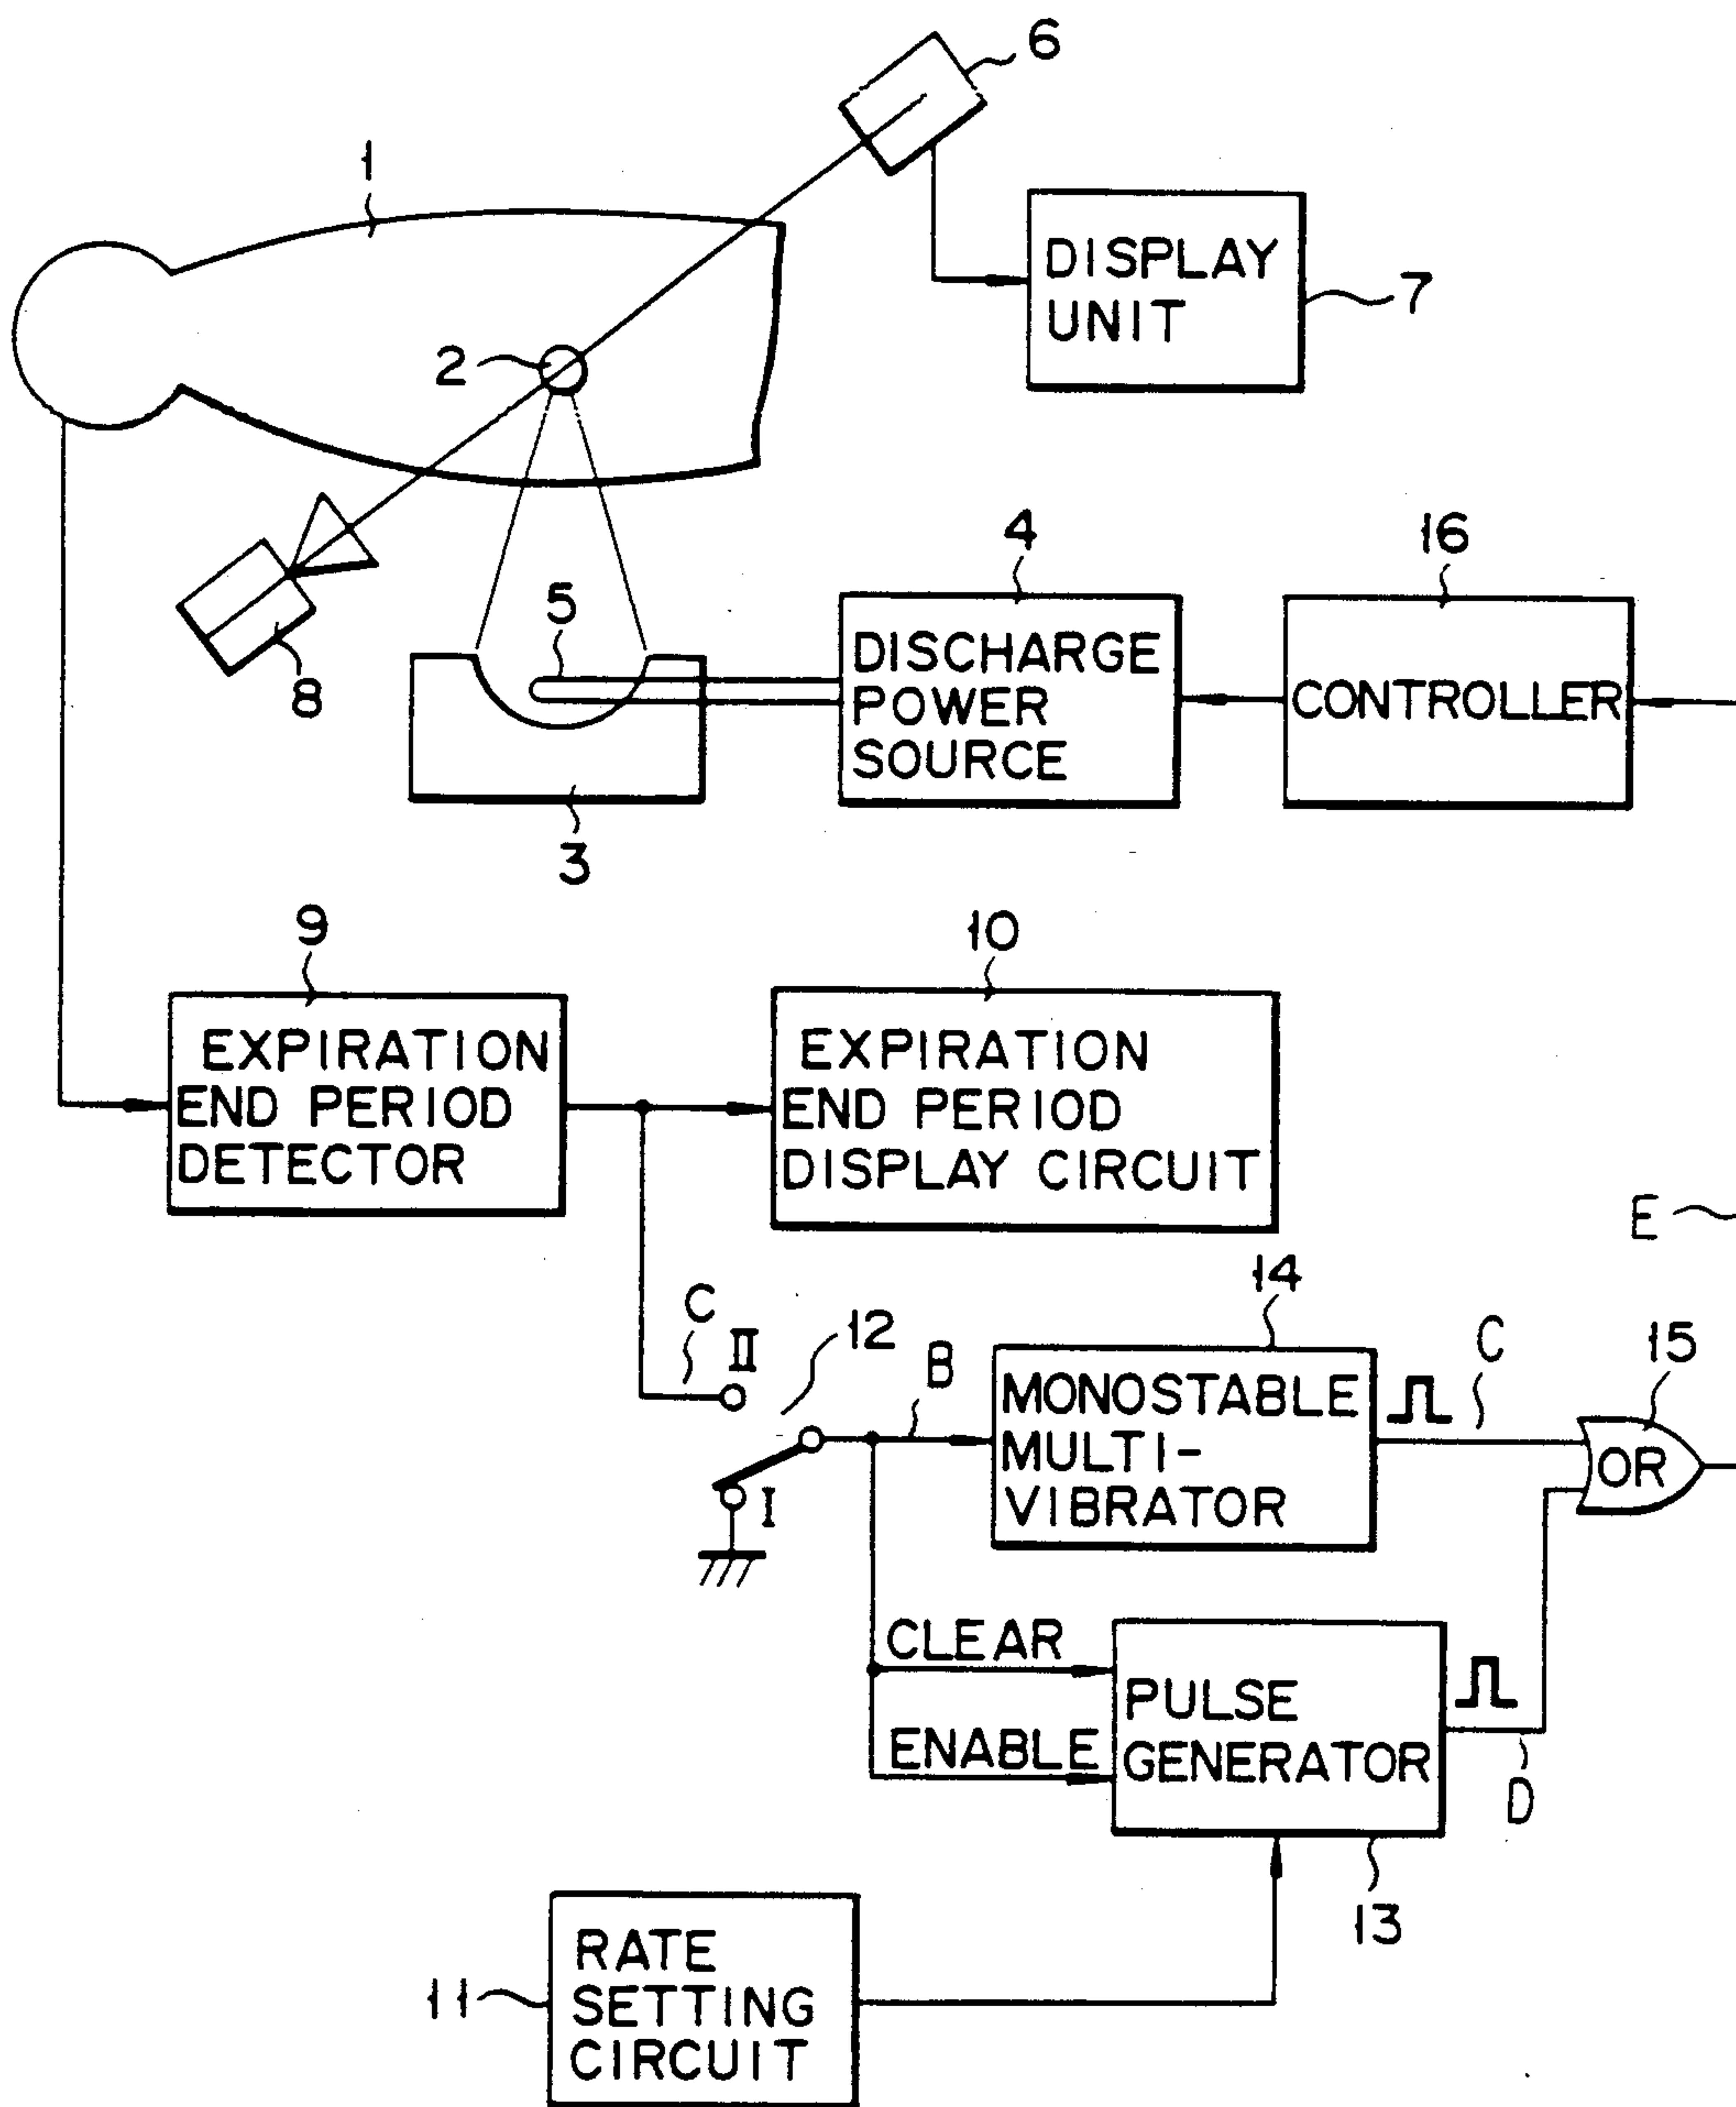 6
1
DISPLAY
UNIT
7
2
4
16
5
8
DISCHARGE
POWER
SOURCE
CONTROLLER
3
9
10
EXPIRATION
END PERIOD
DETECTOR
EXPIRATION
END PERIOD
DISPLAY CIRCUIT
E
14
C
II
12
B
C
15
MONOSTABLE
MULTI-
VIBRATOR
OR
I
CLEAR
ENABLE
PULSE
GENERATOR
D
13
11
RATE
SETTING
CIRCUIT